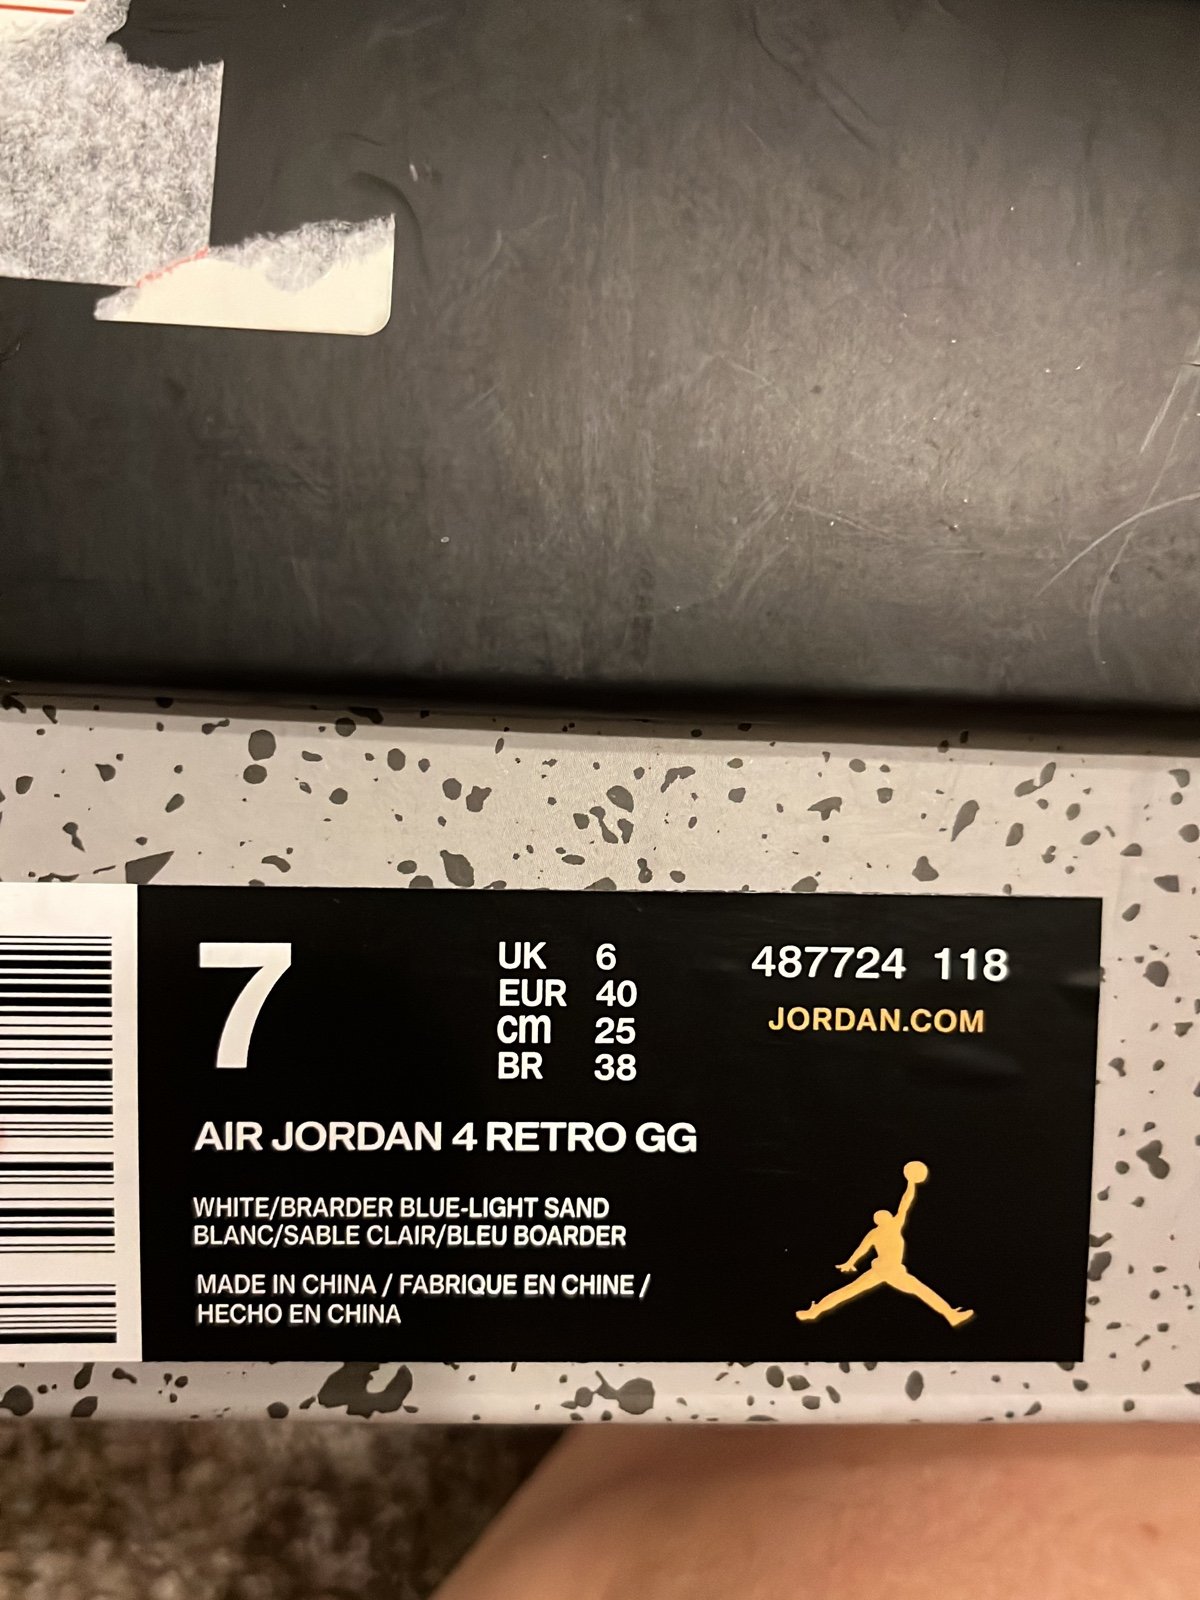 7
UK 6
EUR 40
cm 25
BR 38
487724 118
JORDAN.COM
AIR JORDAN 4 RETRO GG
WHITE/BRARDER BLUE-LIGHT SAND
BLANC/SABLE CLAIR/BLEU BOARDER
MADE IN CHINA / FABRIQUE EN CHINE /
HECHO EN CHINA